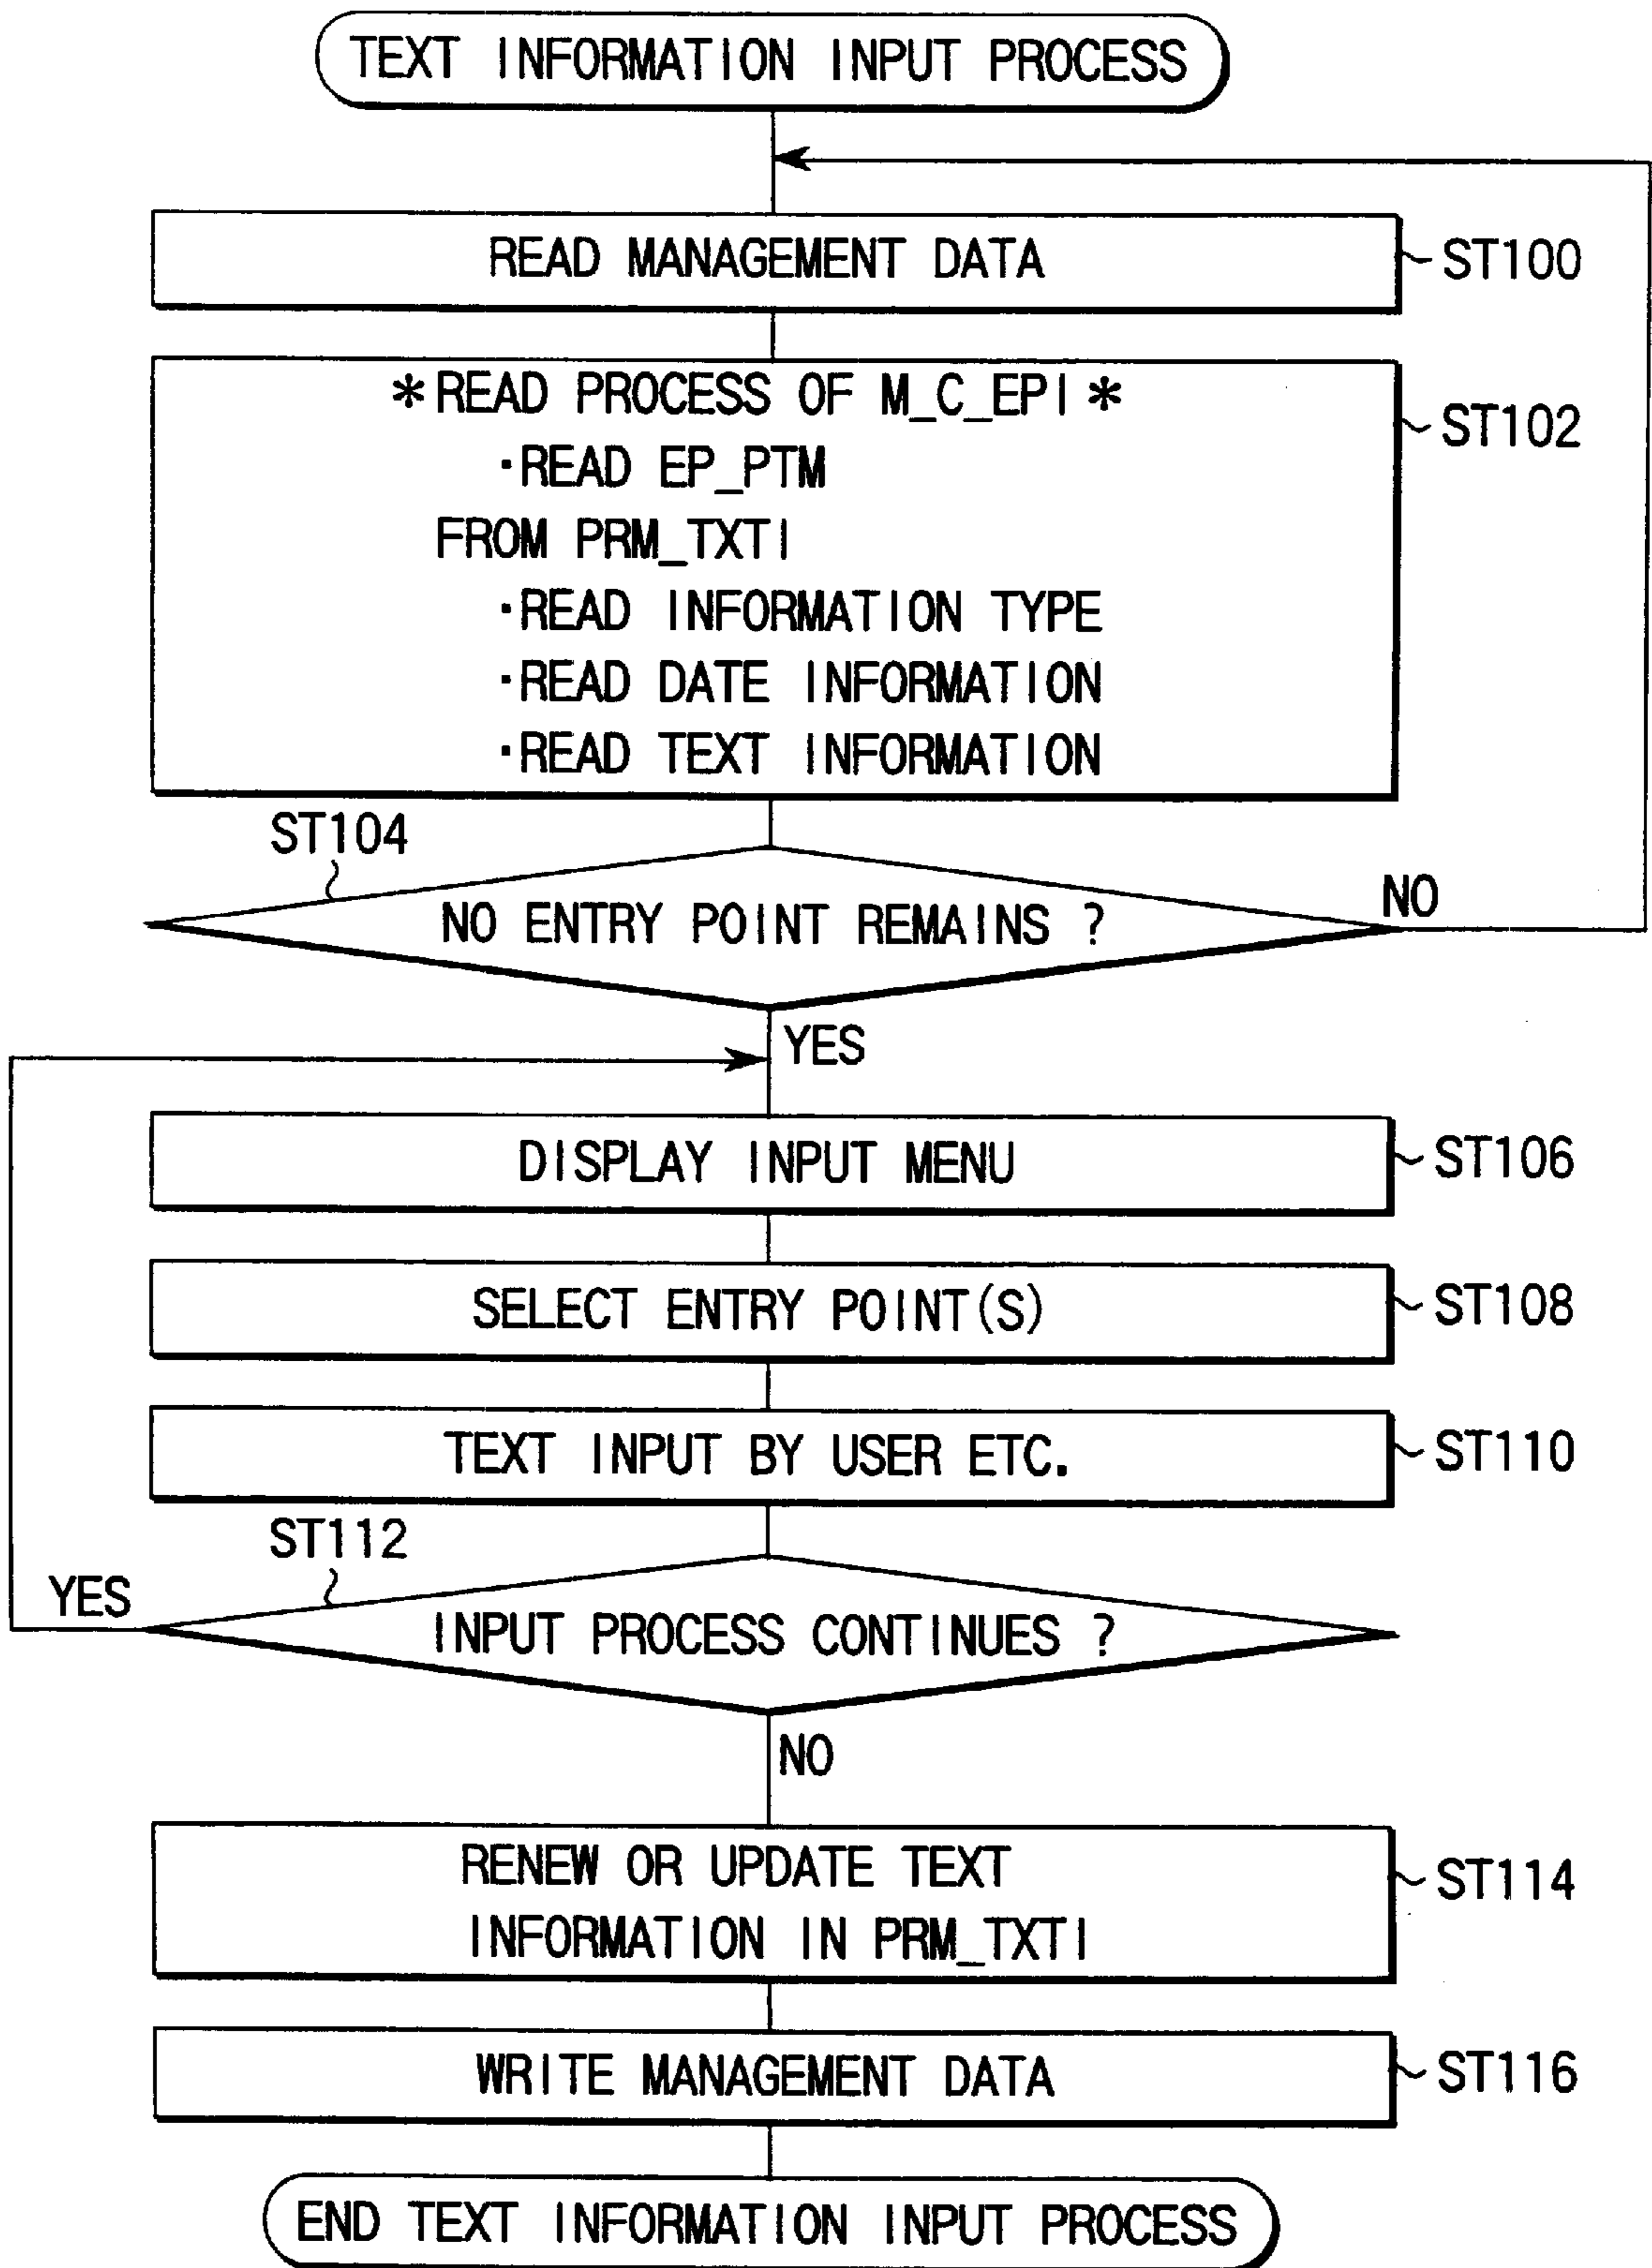 TEXT INFORMATION INPUT PROCESS
READ MANAGEMENT DATA
ST100
*READ PROCESS OF M_C_EPI*
ST102
·READ EP_PTM
FROM PRM_TXTI
·READ INFORMATION TYPE
·READ DATE INFORMATION
·READ TEXT INFORMATION
ST104
NO ENTRY POINT REMAINS ?
NO
YES
DISPLAY INPUT MENU
ST106
SELECT ENTRY POINT(S)
ST108
TEXT INPUT BY USER ETC.
ST110
ST112
YES
INPUT PROCESS CONTINUES ?
NO
RENEW OR UPDATE TEXT
INFORMATION IN PRM_TXTI
ST114
WRITE MANAGEMENT DATA
ST116
END TEXT INFORMATION INPUT PROCESS